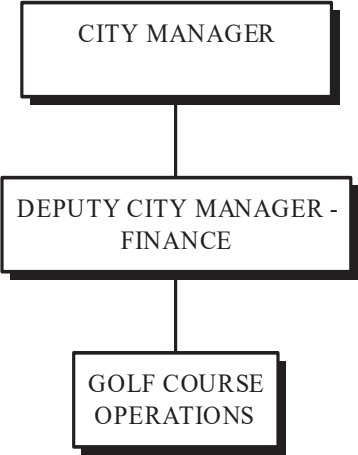 CITY MANAGER
DEPUTY CITY MANAGER -
FINANCE
GOLF COURSE
OPERATIONS